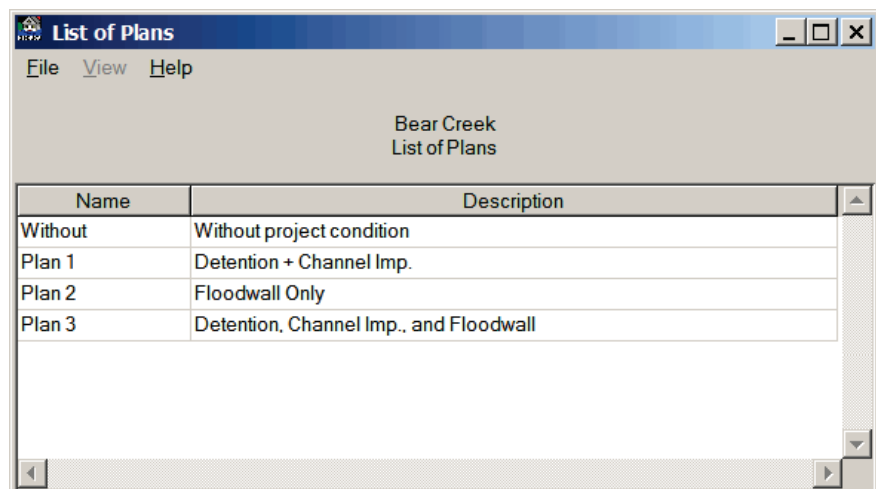 List of Plans
File View Help
Bear Creek
List of Plans
Name Description
Without Without project condition
Plan 1 Detention + Channel Imp.
Plan 2 Floodwall Only
Plan 3 Detention, Channel Imp., and Floodwall